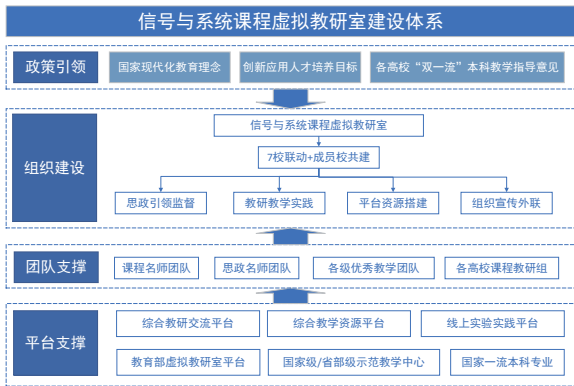 信号与系统课程虚拟教研室建设体系
政策引领
国家现代化教育理念
创新应用人才培养目标
各高校“双一流”本科教学指导意见
组织建设
信号与系统课程虚拟教研室
7校联动+成员校共建
思政引领监督
教研教学实践
平台资源搭建
组织宣传外联
团队支撑
课程名师团队
思政名师团队
各级优秀教学团队
各高校课程教研组
平台支撑
综合教研交流平台
综合教学资源平台
线上实验实践平台
教育部虚拟教研室平台
国家级/省部级示范教学中心
国家一流本科专业